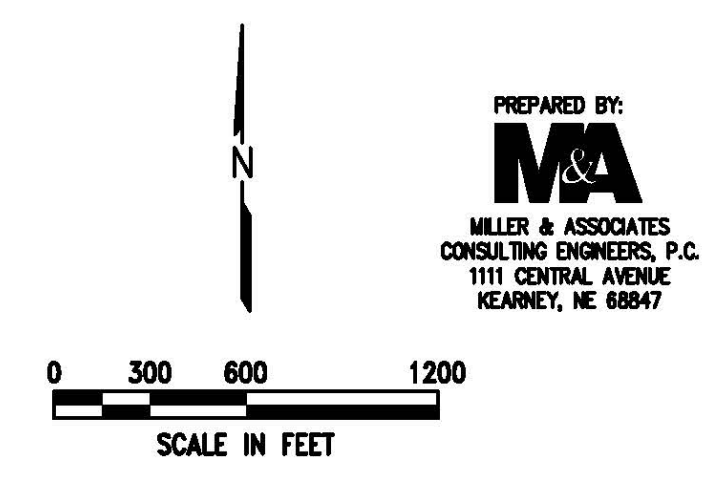 N
PREPARED BY:
M&A
MILLER & ASSOCIATES
CONSULTING ENGINEERS, P.C.
1111 CENTRAL AVENUE
KEARNEY, NE 68847
0 300 600 1200
SCALE IN FEET